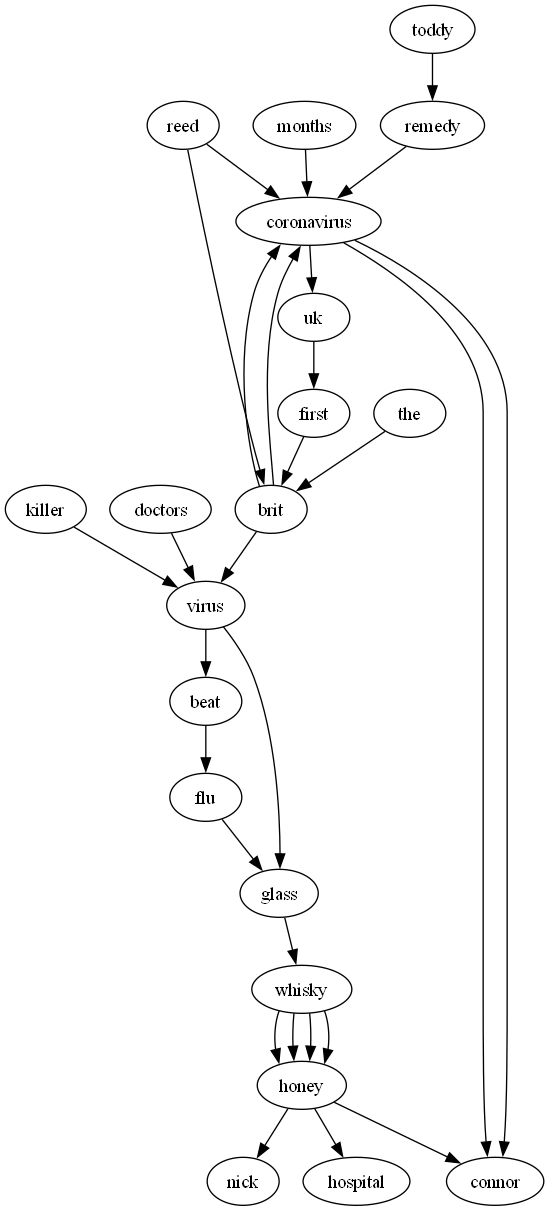 toddy
reed
months
remedy
coronavirus
uk
first
the
killer
doctors
brit
virus
beat
flu
glass
whisky
honey
nick
hospital
connor